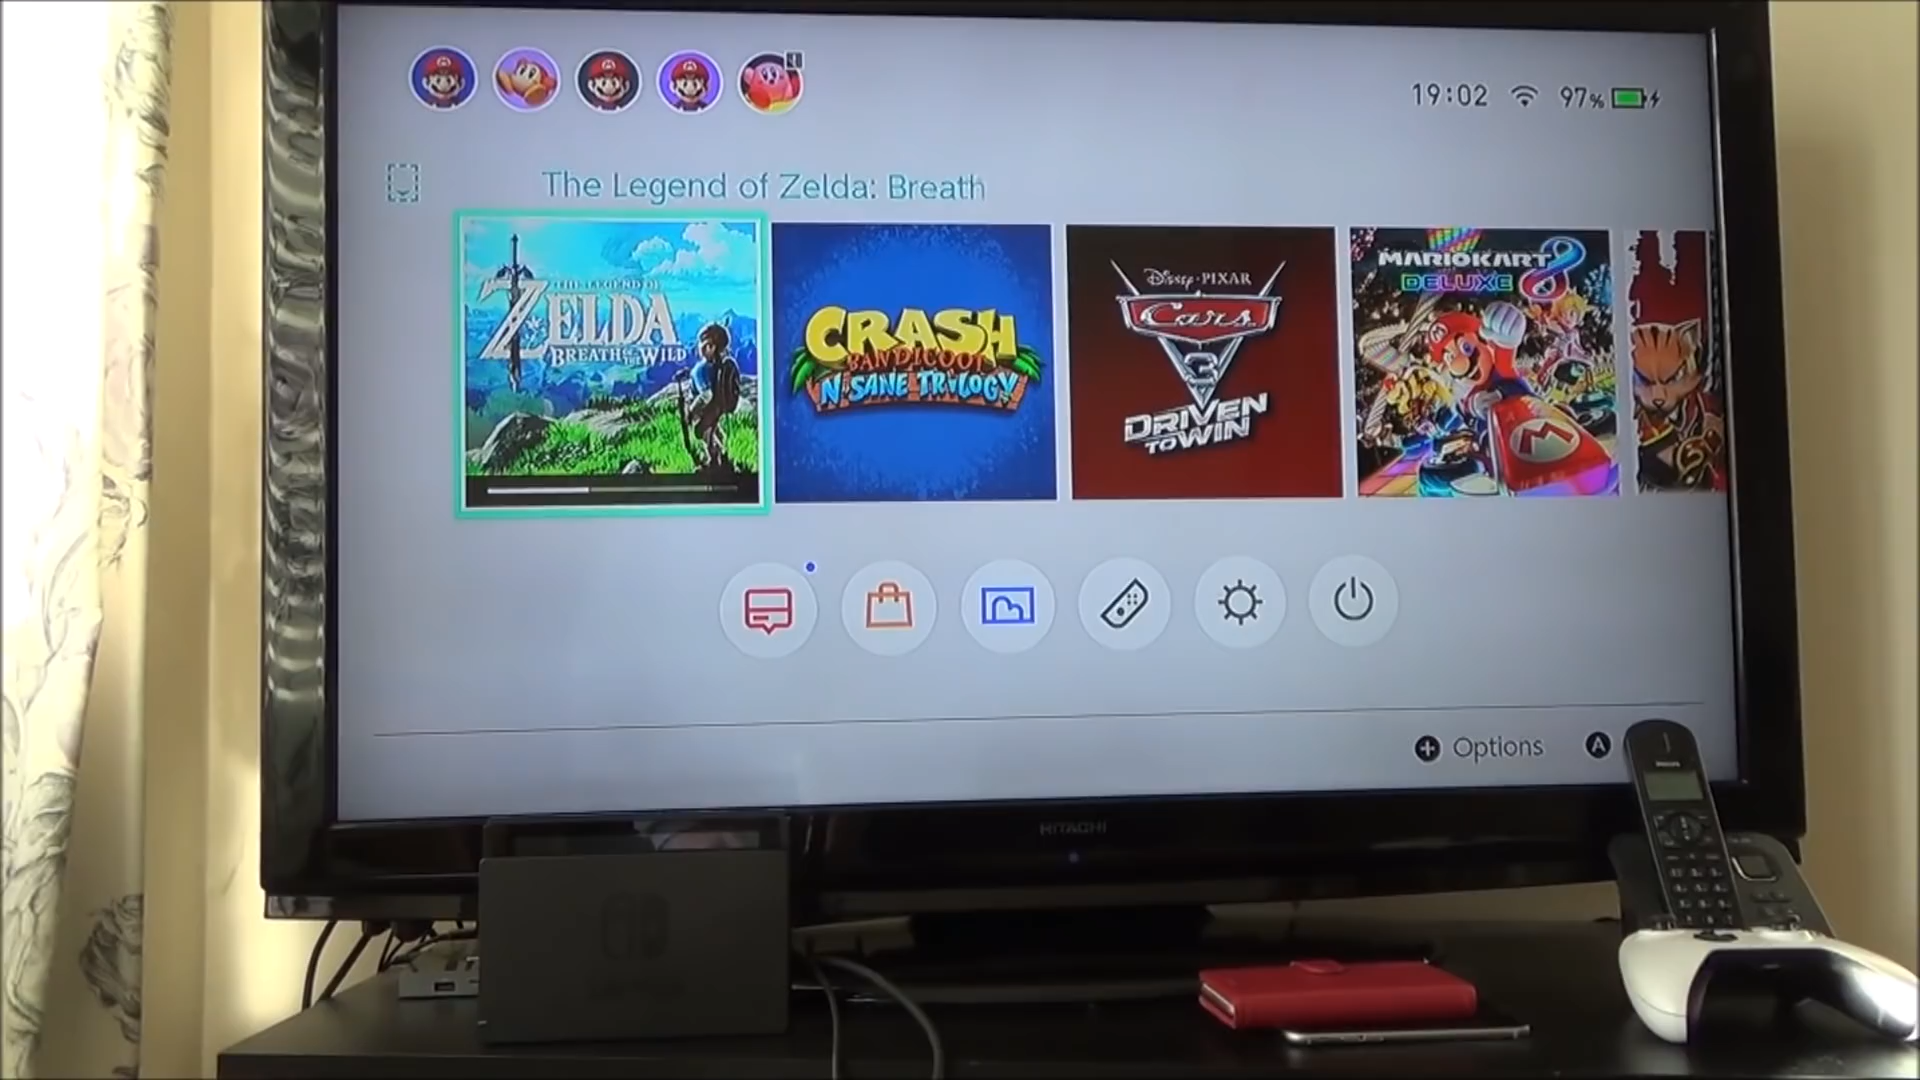 19:02 97%
The Legend of Zelda: Breath
THE LEGEND OF
ZELDA
BREATH OF THE WILD
CRASH
BANDICOOT
N. SANE TRILOGY
Disney·PIXAR
Cars
3
DRIVEN
TO WIN
MARIOKART 8
DELUXE
M
Options
A
HITACHI
PHILIPS